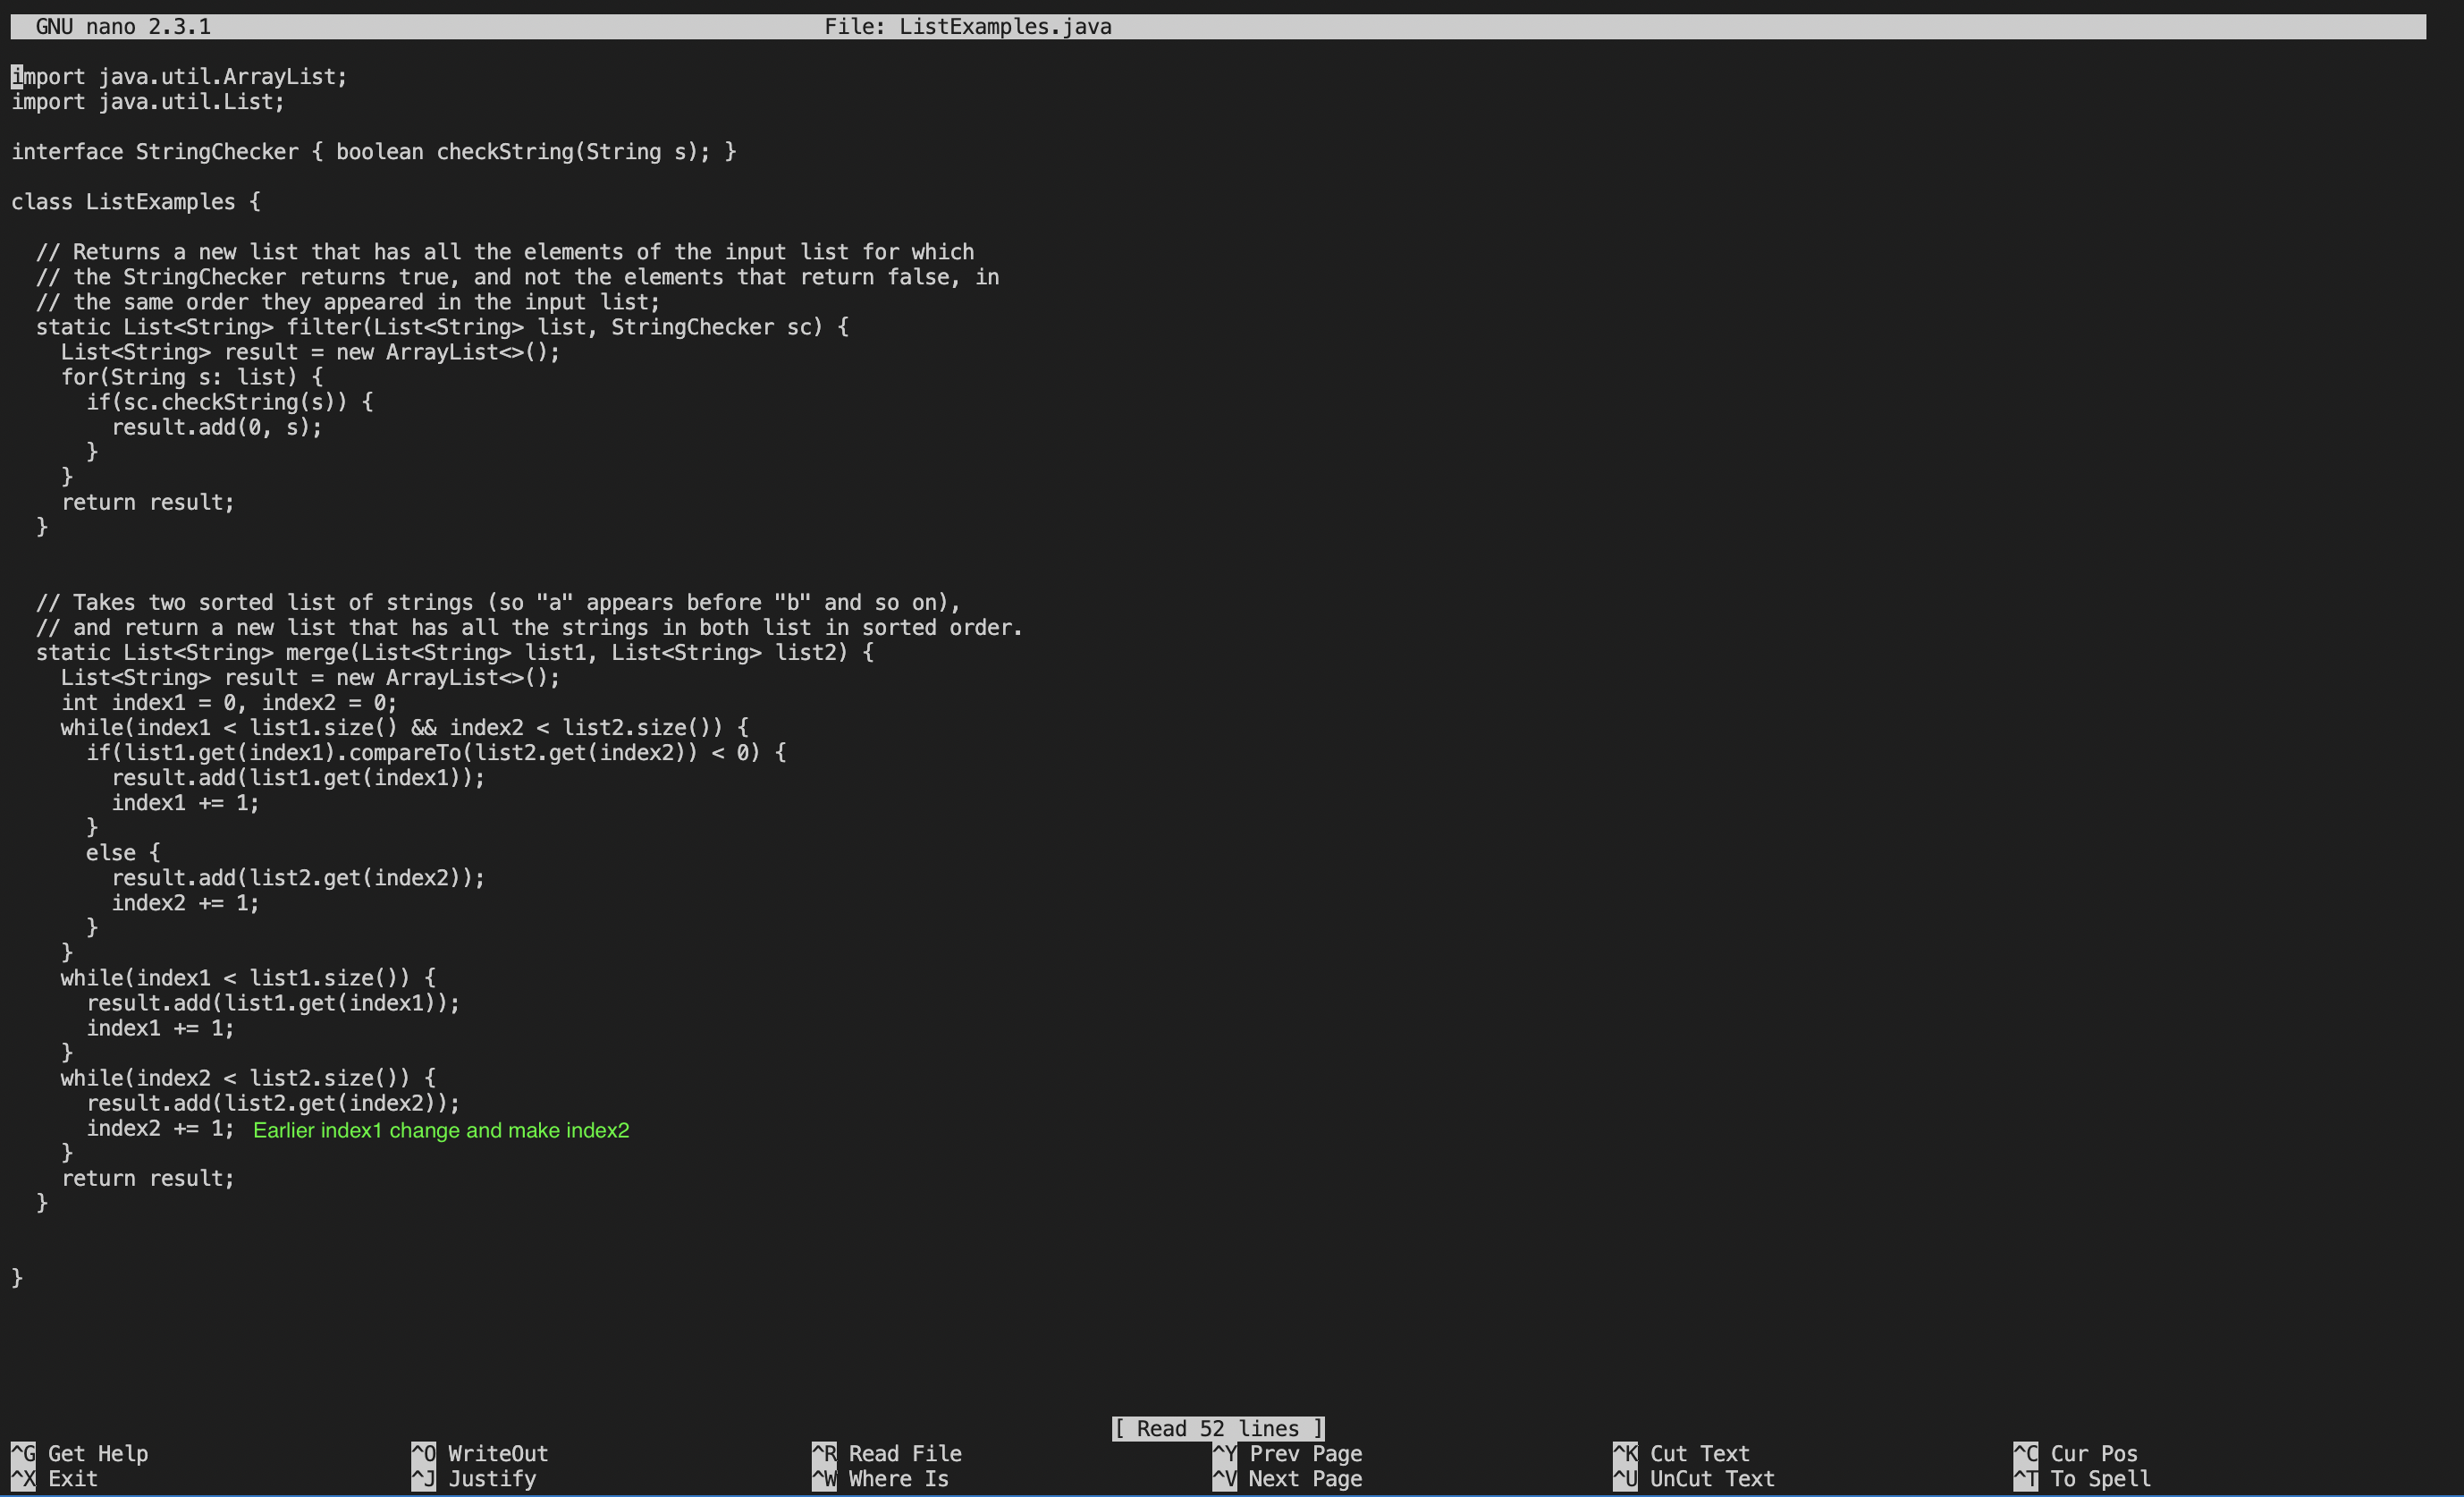 GNU nano 2.3.1 File: ListExamples.java
import java.util.ArrayList;
import java.util.List;
interface StringChecker { boolean checkString(String s); }
class ListExamples {
// Returns a new list that has all the elements of the input list for which
// the StringChecker returns true, and not the elements that return false, in
// the same order they appeared in the input list;
static List<String> filter(List<String> list, StringChecker sc) {
List<String> result = new ArrayList<>();
for(String s: list) {
if(sc.checkString(s)) {
result.add(0, s);
}
}
return result;
}
// Takes two sorted list of strings (so "a" appears before "b" and so on),
// and return a new list that has all the strings in both list in sorted order.
static List<String> merge(List<String> list1, List<String> list2) {
List<String> result = new ArrayList<>();
int index1 = 0, index2 = 0;
while(index1 < list1.size() && index2 < list2.size()) {
if(list1.get(index1).compareTo(list2.get(index2)) < 0) {
result.add(list1.get(index1));
index1 += 1;
}
else {
result.add(list2.get(index2));
index2 += 1;
}
}
while(index1 < list1.size()) {
result.add(list1.get(index1));
index1 += 1;
}
while(index2 < list2.size()) {
result.add(list2.get(index2));
index2 += 1; Earlier index1 change and make index2
}
return result;
}
}
[ Read 52 lines ]
^G Get Help ^O WriteOut ^R Read File ^Y Prev Page ^K Cut Text ^C Cur Pos
^X Exit ^J Justify ^W Where Is ^V Next Page ^U UnCut Text ^T To Spell